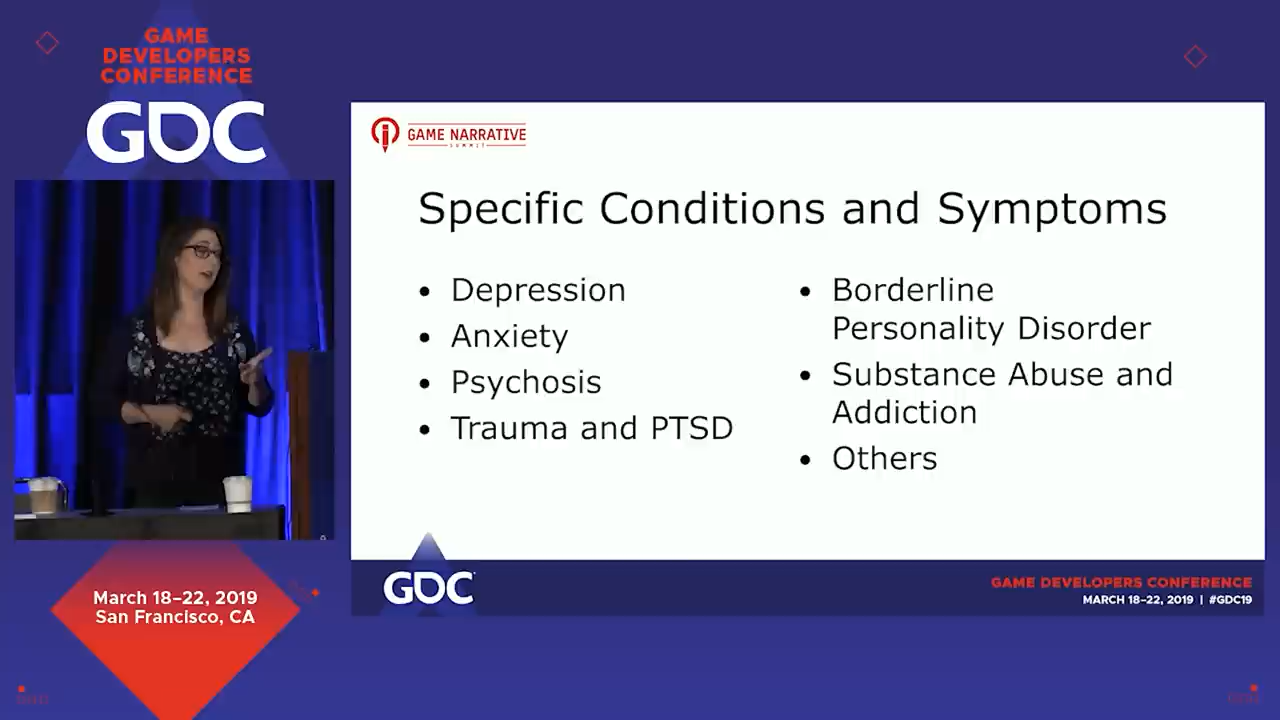 GAME
DEVELOPERS
CONFERENCE
GDC
March 18–22, 2019
San Francisco, CA
GAME NARRATIVE
SUMMIT
Specific Conditions and Symptoms
• Depression
• Anxiety
• Psychosis
• Trauma and PTSD
• Borderline
Personality Disorder
• Substance Abuse and
Addiction
• Others
GDC
GAME DEVELOPERS CONFERENCE
MARCH 18–22, 2019 | #GDC19